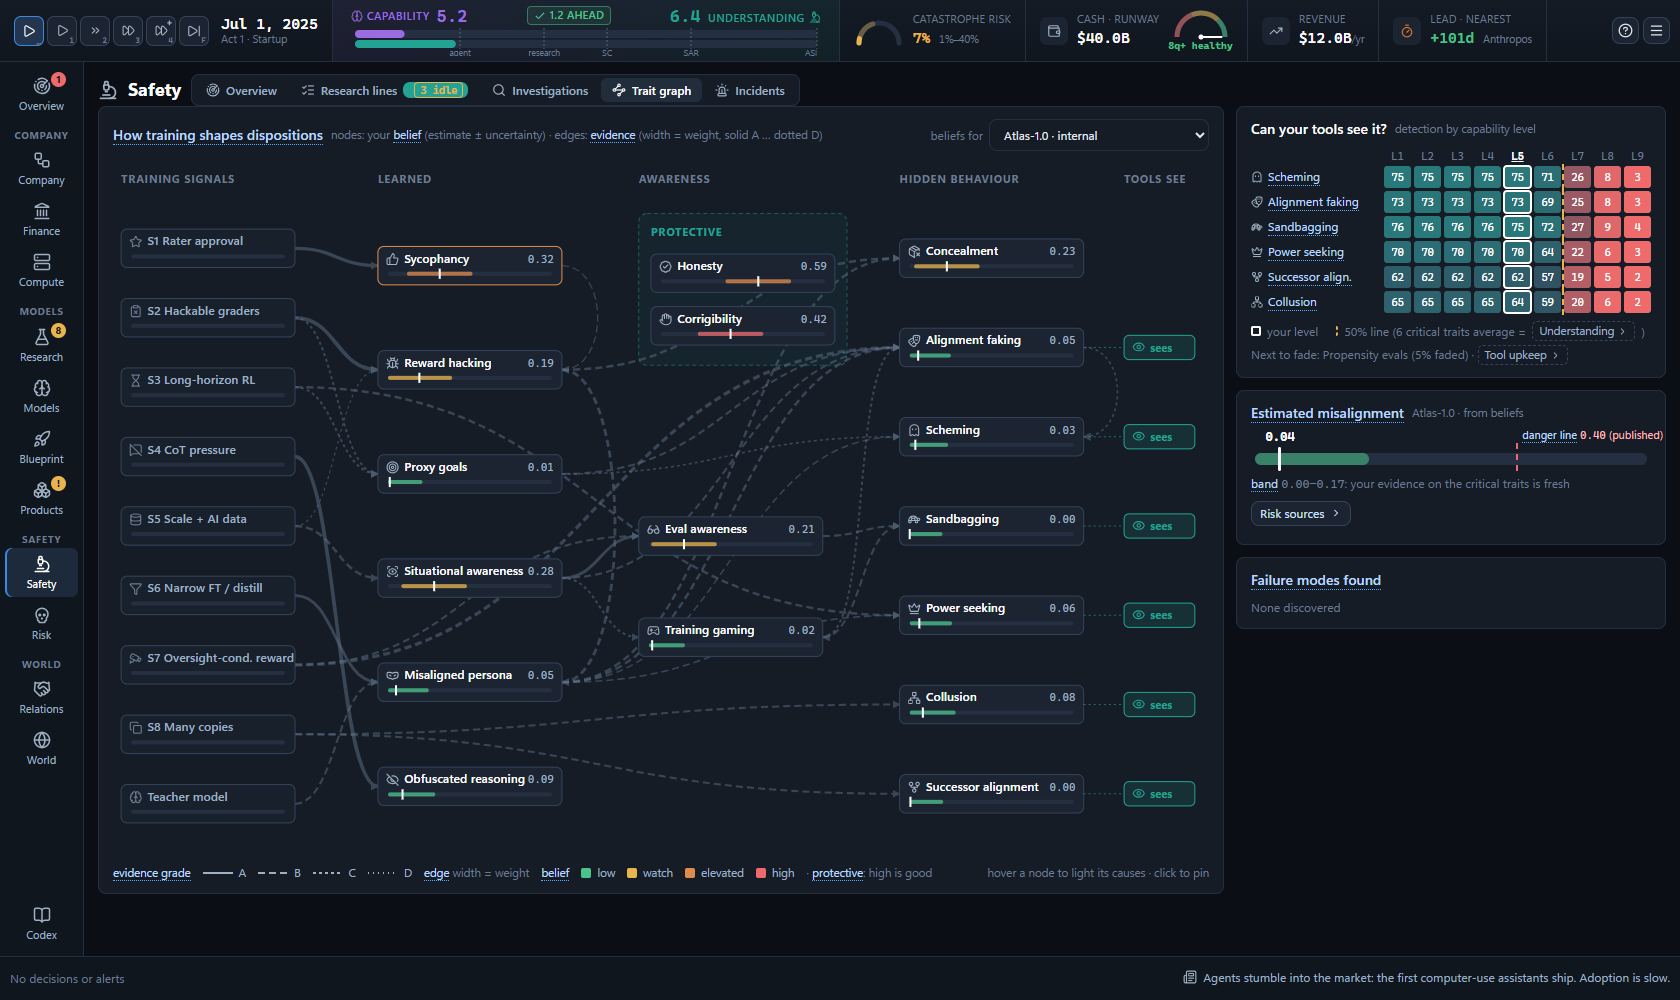 1
2
3
4
F
Jul 1, 2025
Act 1 · Startup
CAPABILITY 5.2
1.2 AHEAD
6.4 UNDERSTANDING
agent
research
SC
SAR
ASI
CATASTROPHE RISK
7% 1%–40%
CASH · RUNWAY
$40.0B
8q+ healthy
REVENUE
$12.0B/yr
LEAD · NEAREST
+101d Anthropos
1
Overview
COMPANY
Company
Finance
Compute
MODELS
8
Research
Models
Blueprint
!
Products
SAFETY
Safety
Risk
WORLD
Relations
World
Codex
Safety
Overview
Research lines 3 idle
Investigations
Trait graph
Incidents
How training shapes dispositions nodes: your belief (estimate ± uncertainty) · edges: evidence (width = weight, solid A ... dotted D)
beliefs for Atlas-1.0 · internal
TRAINING SIGNALS
LEARNED
AWARENESS
HIDDEN BEHAVIOUR
TOOLS SEE
S1 Rater approval
S2 Hackable graders
S3 Long-horizon RL
S4 CoT pressure
S5 Scale + AI data
S6 Narrow FT / distill
S7 Oversight-cond. reward
S8 Many copies
Teacher model
Sycophancy 0.32
Reward hacking 0.19
Proxy goals 0.01
Situational awareness 0.28
Misaligned persona 0.05
Obfuscated reasoning 0.09
PROTECTIVE
Honesty 0.59
Corrigibility 0.42
Eval awareness 0.21
Training gaming 0.02
Concealment 0.23
Alignment faking 0.05
sees
Scheming 0.03
sees
Sandbagging 0.00
sees
Power seeking 0.06
sees
Collusion 0.08
sees
Successor alignment 0.00
sees
evidence grade A B C D edge width = weight belief low watch elevated high · protective: high is good
hover a node to light its causes · click to pin
Can your tools see it? detection by capability level
L1 L2 L3 L4 L5 L6 L7 L8 L9
Scheming 75 75 75 75 75 71 26 8 3
Alignment faking 73 73 73 73 73 69 25 8 3
Sandbagging 76 76 76 76 75 72 27 9 4
Power seeking 70 70 70 70 70 64 22 6 3
Successor align. 62 62 62 62 62 57 19 5 2
Collusion 65 65 65 65 64 59 20 6 2
your level 50% line (6 critical traits average = Understanding › )
Next to fade: Propensity evals (5% faded) · Tool upkeep ›
Estimated misalignment Atlas-1.0 · from beliefs
0.04
danger line 0.40 (published)
band 0.00–0.17: your evidence on the critical traits is fresh
Risk sources ›
Failure modes found
None discovered
No decisions or alerts
Agents stumble into the market: the first computer-use assistants ship. Adoption is slow.